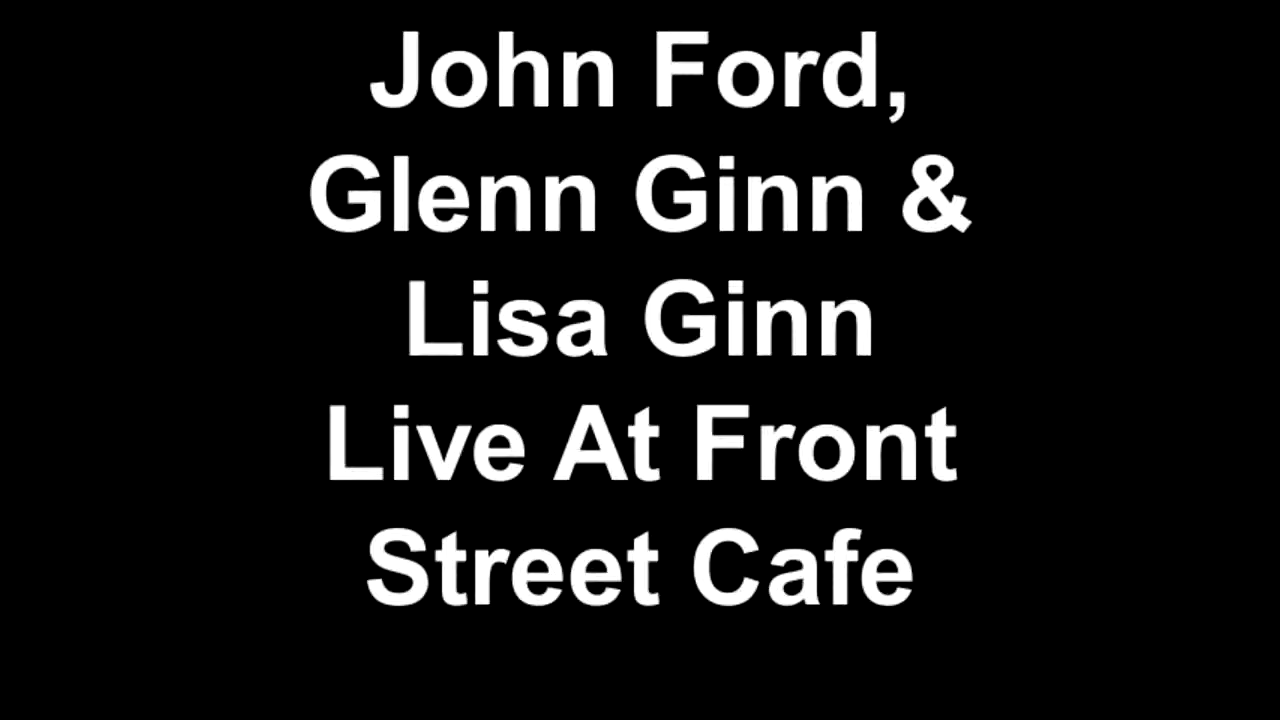 John Ford,
Glenn Ginn &
Lisa Ginn
Live At Front
Street Cafe